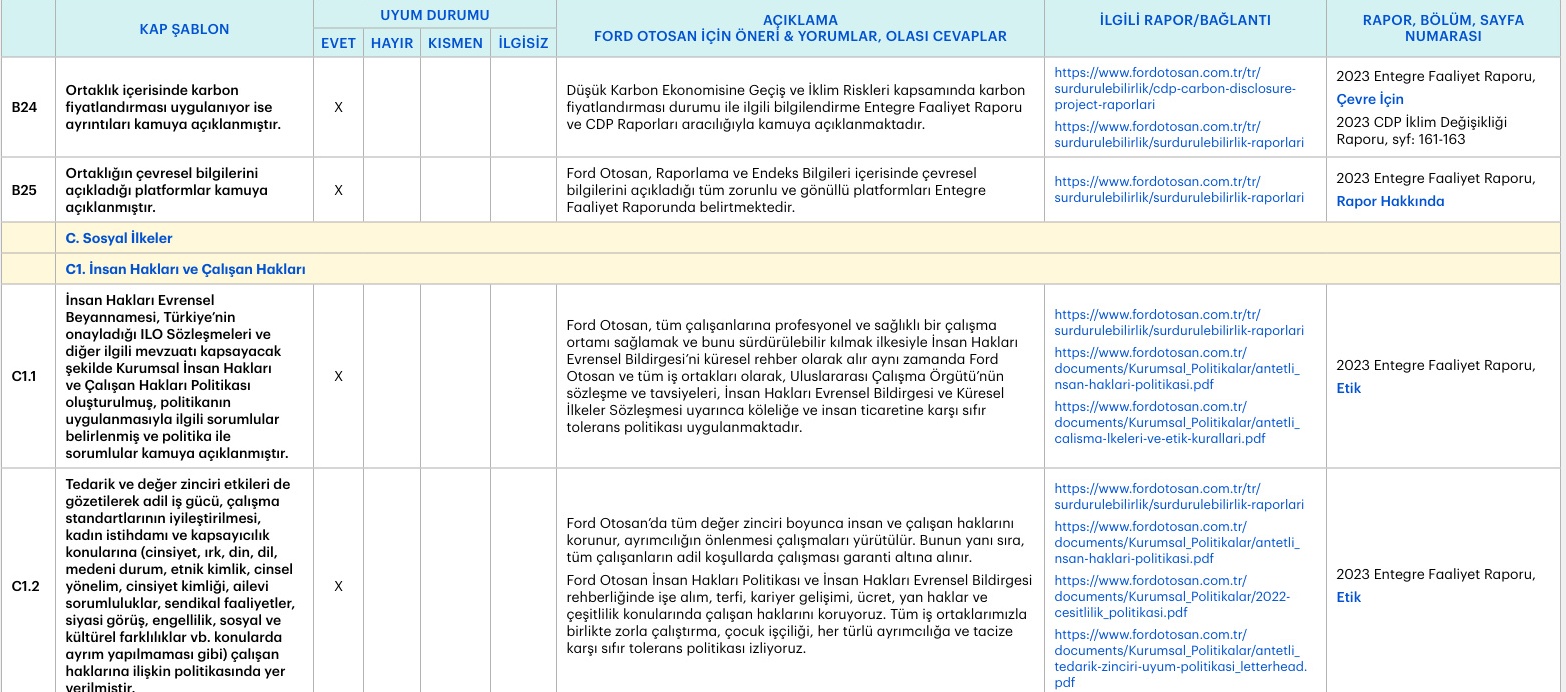 KAP ŞABLON
UYUM DURUMU
EVET
HAYIR
KISMEN
İLGİSİZ
AÇIKLAMA
FORD OTOSAN İÇİN ÖNERİ & YORUMLAR, OLASI CEVAPLAR
İLGİLİ RAPOR/BAĞLANTI
RAPOR, BÖLÜM, SAYFA
NUMARASI
B24
Ortaklık içerisinde karbon
fiyatlandırması uygulanıyor ise
ayrıntıları kamuya açıklanmıştır.
X
Düşük Karbon Ekonomisine Geçiş ve İklim Riskleri kapsamında karbon
fiyatlandırması durumu ile ilgili bilgilendirme Entegre Faaliyet Raporu
ve CDP Raporları aracılığıyla kamuya açıklanmaktadır.
https://www.fordotosan.com.tr/tr/
surdurulebilirlik/cdp-carbon-disclosure-
project-raporlari
https://www.fordotosan.com.tr/tr/
surdurulebilirlik/surdurulebilirlik-raporlari
2023 Entegre Faaliyet Raporu,
Çevre İçin
2023 CDP İklim Değişikliği
Raporu, syf: 161-163
B25
Ortaklığın çevresel bilgilerini
açıkladığı platformlar kamuya
açıklanmıştır.
X
Ford Otosan, Raporlama ve Endeks Bilgileri içerisinde çevresel
bilgilerini açıkladığı tüm zorunlu ve gönüllü platformları Entegre
Faaliyet Raporunda belirtmektedir.
https://www.fordotosan.com.tr/tr/
surdurulebilirlik/surdurulebilirlik-raporlari
2023 Entegre Faaliyet Raporu,
Rapor Hakkında
C. Sosyal İlkeler
C1. İnsan Hakları ve Çalışan Hakları
C1.1
İnsan Hakları Evrensel
Beyannamesi, Türkiye'nin
onayladığı ILO Sözleşmeleri ve
diğer ilgili mevzuatı kapsayacak
şekilde Kurumsal İnsan Hakları
ve Çalışan Hakları Politikası
oluşturulmuş, politikanın
uygulanmasıyla ilgili sorumlular
belirlenmiş ve politika ile
sorumlular kamuya açıklanmıştır.
X
Ford Otosan, tüm çalışanlarına profesyonel ve sağlıklı bir çalışma
ortamı sağlamak ve bunu sürdürülebilir kılmak ilkesiyle İnsan Hakları
Evrensel Bildirgesi'ni küresel rehber olarak alır aynı zamanda Ford
Otosan ve tüm iş ortakları olarak, Uluslararası Çalışma Örgütü'nün
sözleşme ve tavsiyeleri, İnsan Hakları Evrensel Bildirgesi ve Küresel
İlkeler Sözleşmesi uyarınca köleliğe ve insan ticaretine karşı sıfır
tolerans politikası uygulanmaktadır.
https://www.fordotosan.com.tr/tr/
surdurulebilirlik/surdurulebilirlik-raporlari
https://www.fordotosan.com.tr/
documents/Kurumsal_Politikalar/antetli_
nsan-haklari-politikasi.pdf
https://www.fordotosan.com.tr/
documents/Kurumsal_Politikalar/antetli_
calisma-lkeleri-ve-etik-kurallari.pdf
2023 Entegre Faaliyet Raporu,
Etik
C1.2
Tedarik ve değer zinciri etkileri de
gözetilerek adil iş gücü, çalışma
standartlarının iyileştirilmesi,
kadın istihdamı ve kapsayıcılık
konularına (cinsiyet, ırk, din, dil,
medeni durum, etnik kimlik, cinsel
yönelim, cinsiyet kimliği, ailevi
sorumluluklar, sendikal faaliyetler,
siyasi görüş, engellilik, sosyal ve
kültürel farklılıklar vb. konularda
ayrım yapılmaması gibi) çalışan
haklarına ilişkin politikasında yer
verilmiştir.
X
Ford Otosan'da tüm değer zinciri boyunca insan ve çalışan haklarını
korunur, ayrımcılığın önlenmesi çalışmaları yürütülür. Bunun yanı sıra,
tüm çalışanların adil koşullarda çalışması garanti altına alınır.
Ford Otosan İnsan Hakları Politikası ve İnsan Hakları Evrensel Bildirgesi
rehberliğinde işe alım, terfi, kariyer gelişimi, ücret, yan haklar ve
çeşitlilik konularında çalışan haklarını koruyoruz. Tüm iş ortaklarımızla
birlikte zorla çalıştırma, çocuk işçiliği, her türlü ayrımcılığa ve tacize
karşı sıfır tolerans politikası izliyoruz.
https://www.fordotosan.com.tr/tr/
surdurulebilirlik/surdurulebilirlik-raporlari
https://www.fordotosan.com.tr/
documents/Kurumsal_Politikalar/antetli_
nsan-haklari-politikasi.pdf
https://www.fordotosan.com.tr/
documents/Kurumsal_Politikalar/2022-
cesitlilik_politikasi.pdf
https://www.fordotosan.com.tr/
documents/Kurumsal_Politikalar/antetli_
tedarik-zinciri-uyum-politikasi_letterhead.
pdf
2023 Entegre Faaliyet Raporu,
Etik